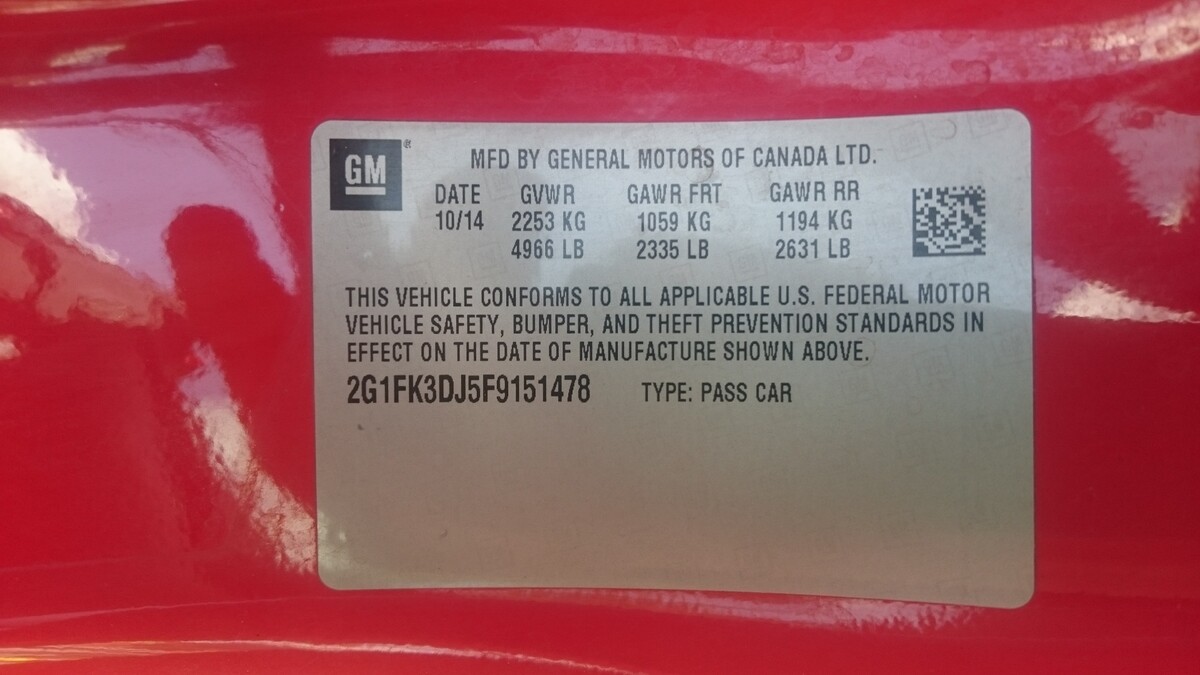 GM®
MFD BY GENERAL MOTORS OF CANADA LTD.
DATE GVWR GAWR FRT GAWR RR
10/14 2253 KG 1059 KG 1194 KG
4966 LB 2335 LB 2631 LB
THIS VEHICLE CONFORMS TO ALL APPLICABLE U.S. FEDERAL MOTOR
VEHICLE SAFETY, BUMPER, AND THEFT PREVENTION STANDARDS IN
EFFECT ON THE DATE OF MANUFACTURE SHOWN ABOVE.
2G1FK3DJ5F9151478 TYPE: PASS CAR